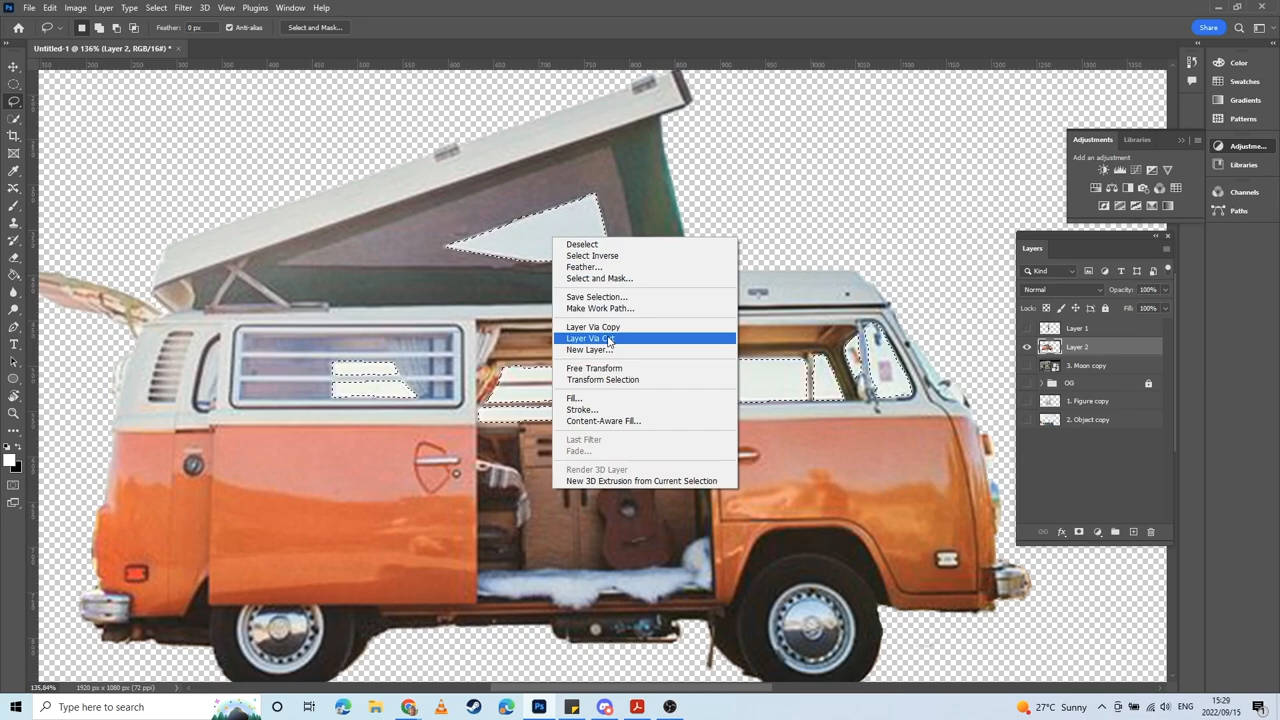 Ps File Edit Image Layer Type Select Filter 3D View Plugins Window Help
Feather: 0 px Anti-alias Select and Mask... Share
Untitled-1 @ 136% (Layer 2, RGB/16#) * ×
Color
Swatches
Gradients
Patterns
Adjustments Libraries
Add an adjustment
Adjustme...
Libraries
Channels
Paths
Deselect
Select Inverse
Feather...
Select and Mask...
Save Selection...
Make Work Path...
Layer Via Copy
Layer Via Cut
New Layer...
Free Transform
Transform Selection
Fill...
Stroke...
Content-Aware Fill...
Last Filter
Fade...
Render 3D Layer
New 3D Extrusion from Current Selection
Layers
Kind
Normal Opacity: 100%
Lock: Fill: 100%
Layer 1
Layer 2
3. Moon copy
OG
1. Figure copy
2. Object copy
135,84% 1920 px x 1080 px (72 ppi)
Type here to search
27°C Sunny ENG 15:29 2022/09/15